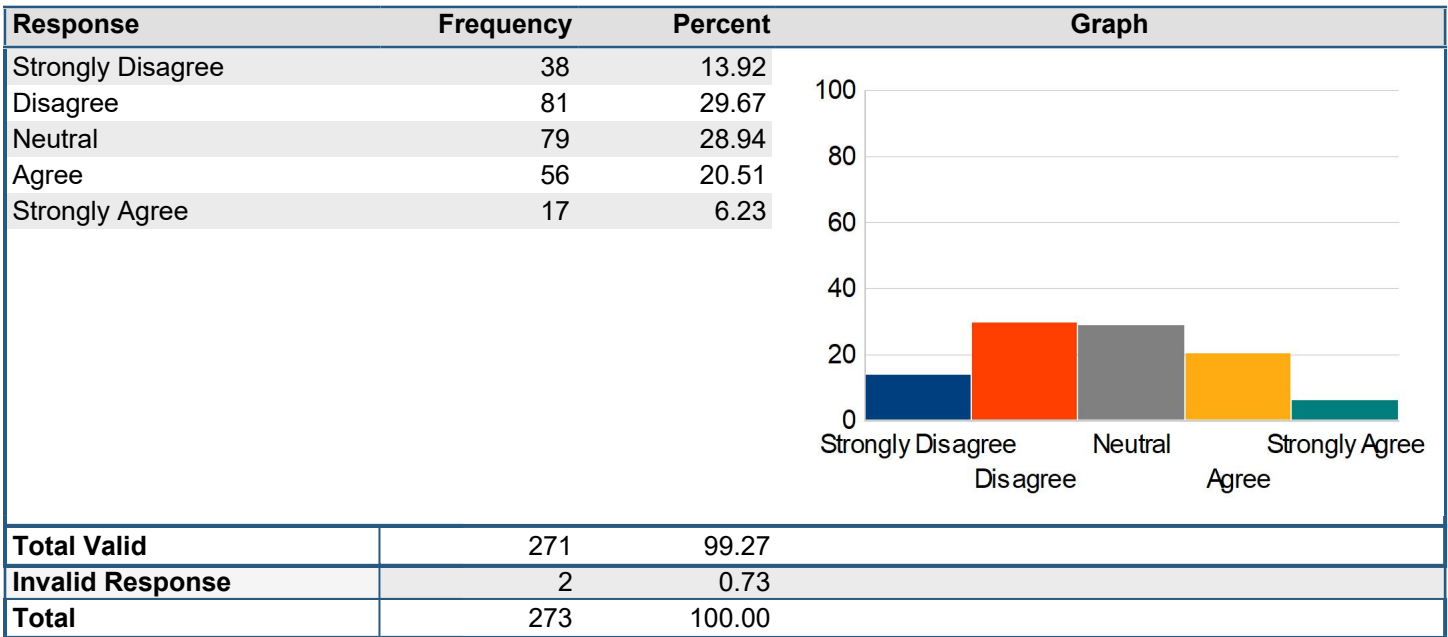 Response Frequency Percent Graph
Strongly Disagree 38 13.92
Disagree 81 29.67
Neutral 79 28.94
Agree 56 20.51
Strongly Agree 17 6.23
100
80
60
40
20
0
Strongly Disagree Neutral Strongly Agree
Disagree Agree
Total Valid 271 99.27
Invalid Response 2 0.73
Total 273 100.00